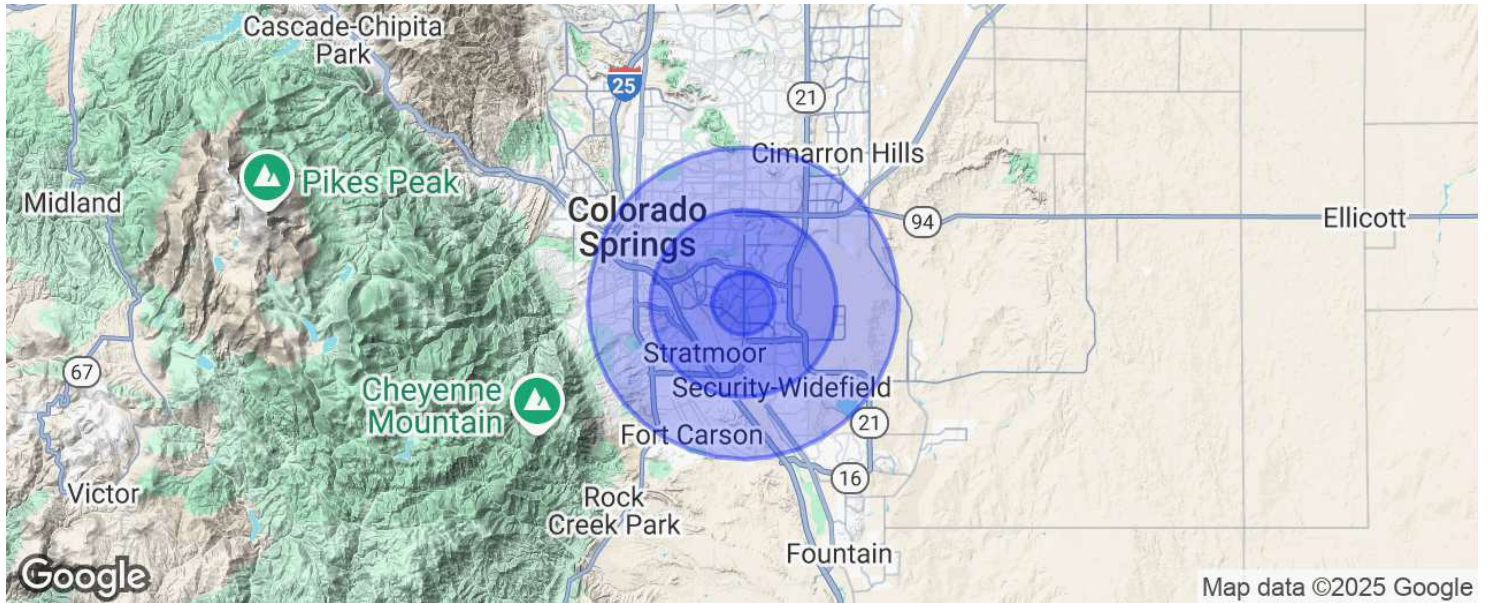 Cascade-Chipita
Park
25
21
Cimarron Hills
Pikes Peak
Midland
Colorado
Springs
94
Ellicott
67
Stratmoor
Cheyenne
Mountain
Security-Widefield
21
Fort Carson
16
Victor
Rock
Creek Park
Fountain
Google
Map data ©2025 Google